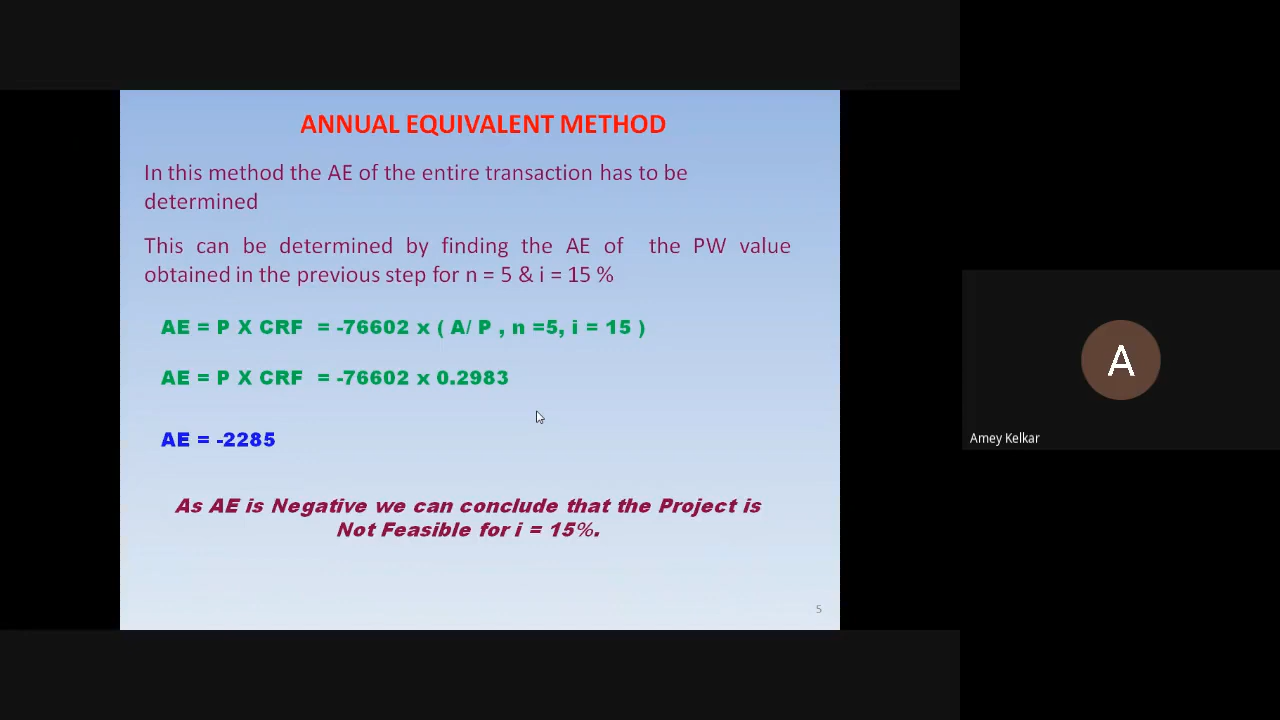 ANNUAL EQUIVALENT METHOD
In this method the AE of the entire transaction has to be
determined
This can be determined by finding the AE of the PW value
obtained in the previous step for n = 5 & i = 15 %
AE = P X CRF = -76602 x ( A/ P , n =5, i = 15 )
AE = P X CRF = -76602 x 0.2983
AE = -2285
As AE is Negative we can conclude that the Project is
Not Feasible for i = 15%.
5
A
Amey Kelkar